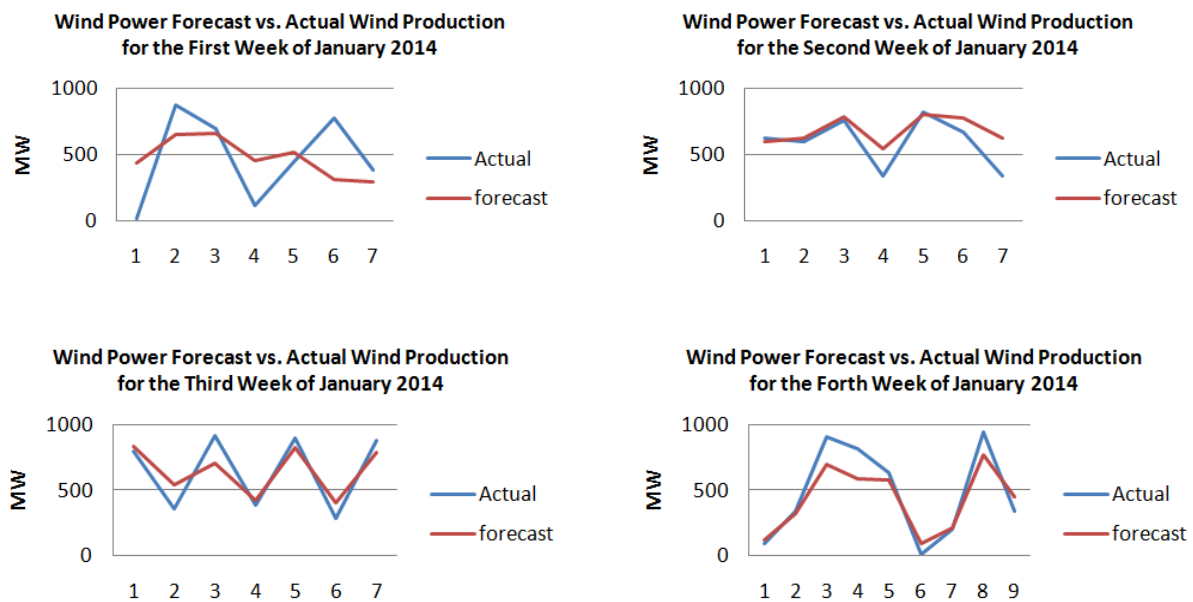 Wind Power Forecast vs. Actual Wind Production
for the First Week of January 2014
1000
500
0
MW
1 2 3 4 5 6 7
Actual
forecast
Wind Power Forecast vs. Actual Wind Production
for the Second Week of January 2014
1000
500
0
MW
1 2 3 4 5 6 7
Actual
forecast
Wind Power Forecast vs. Actual Wind Production
for the Third Week of January 2014
1000
500
0
MW
1 2 3 4 5 6 7
Actual
forecast
Wind Power Forecast vs. Actual Wind Production
for the Forth Week of January 2014
1000
500
0
MW
1 2 3 4 5 6 7 8 9
Actual
forecast